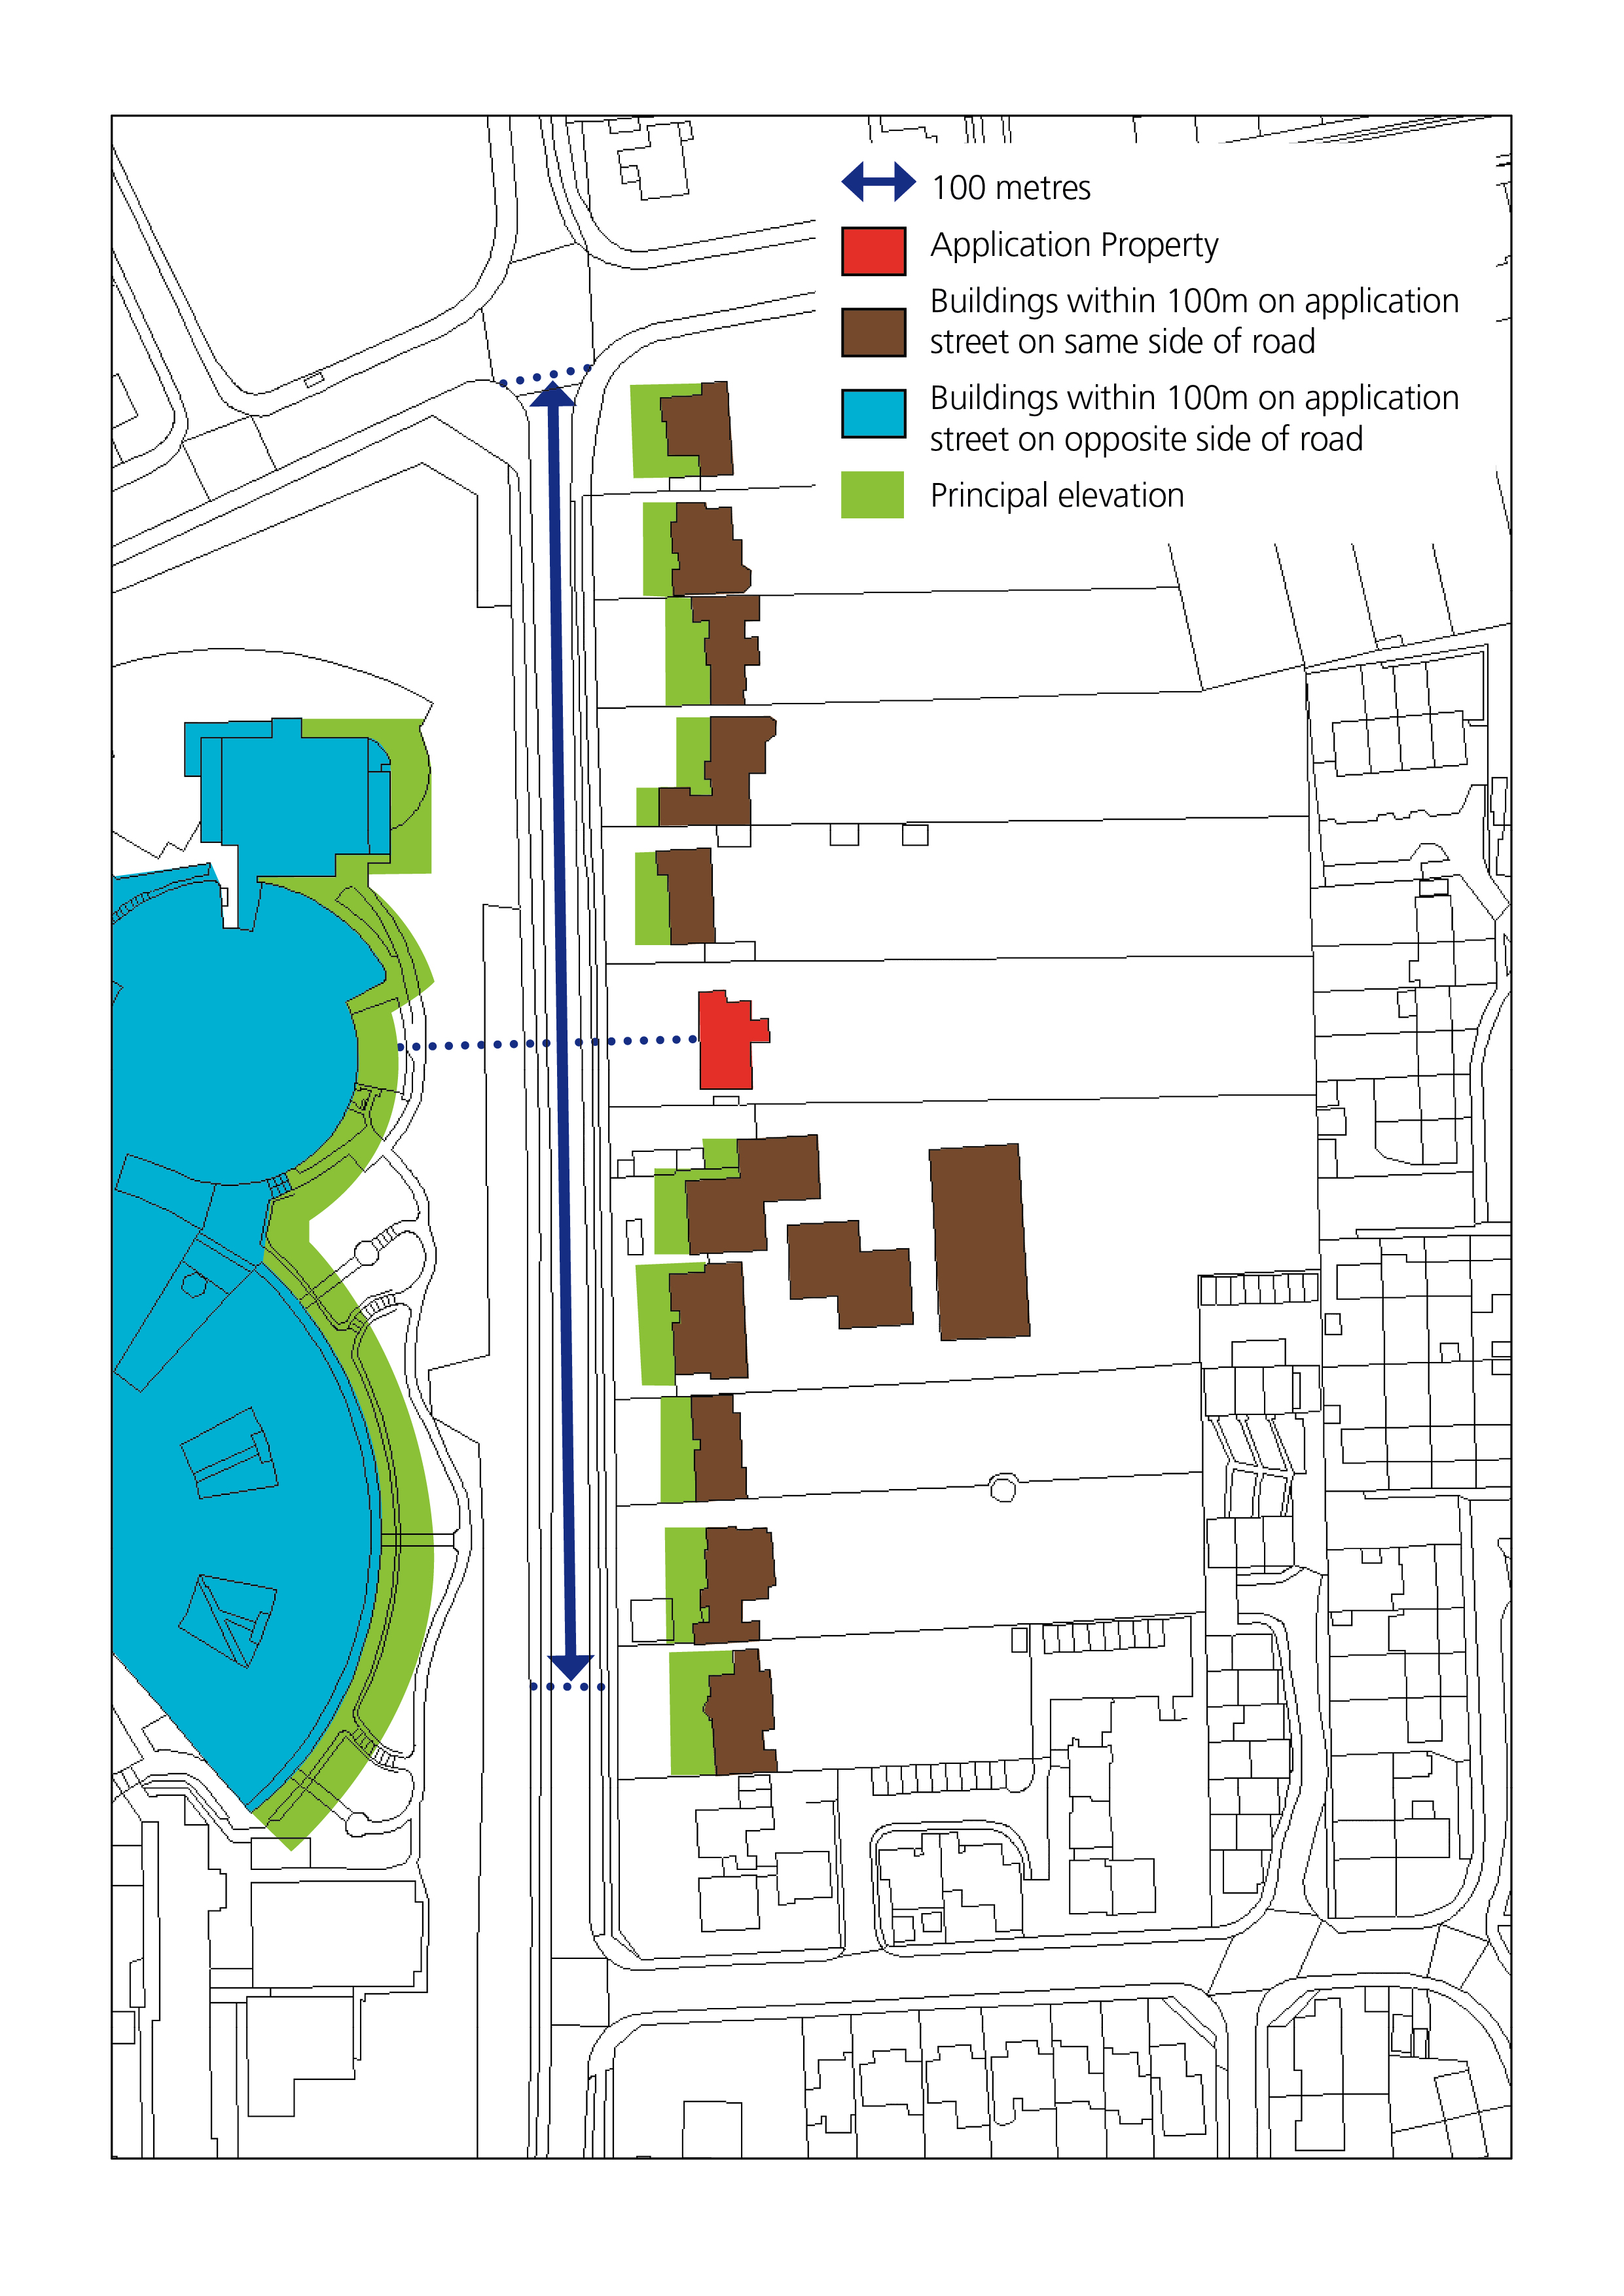 100 metres
Application Property
Buildings within 100m on application
street on same side of road
Buildings within 100m on application
street on opposite side of road
Principal elevation